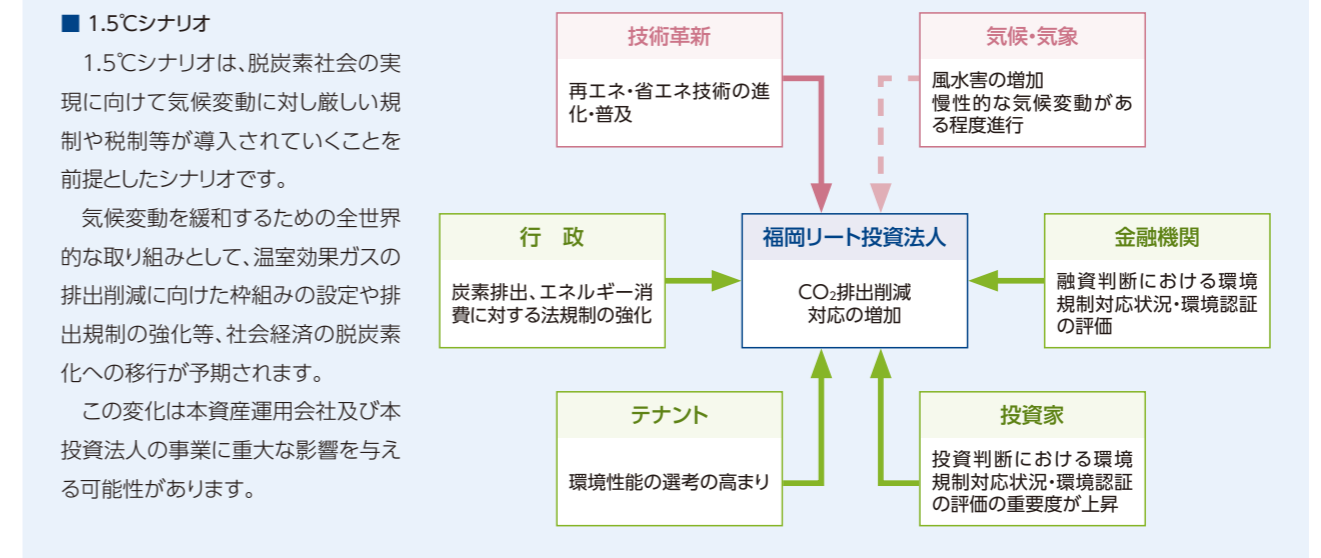 ■ 1.5℃シナリオ
1.5℃シナリオは、脱炭素社会の実
現に向けて気候変動に対し厳しい規
制や税制等が導入されていくことを
前提としたシナリオです。
気候変動を緩和するための全世界
的な取り組みとして、温室効果ガスの
排出削減に向けた枠組みの設定や排
出規制の強化等、社会経済の脱炭素
化への移行が予期されます。
この変化は本資産運用会社及び本
投資法人の事業に重大な影響を与え
る可能性があります。
技術革新
再エネ・省エネ技術の進
化・普及
気候・気象
風水害の増加
慢性的な気候変動があ
る程度進行
行　政
炭素排出、エネルギー消
費に対する法規制の強化
福岡リート投資法人
CO₂排出削減
対応の増加
金融機関
融資判断における環境
規制対応状況・環境認証
の評価
テナント
環境性能の選考の高まり
投資家
投資判断における環境
規制対応状況・環境認証
の評価の重要度が上昇